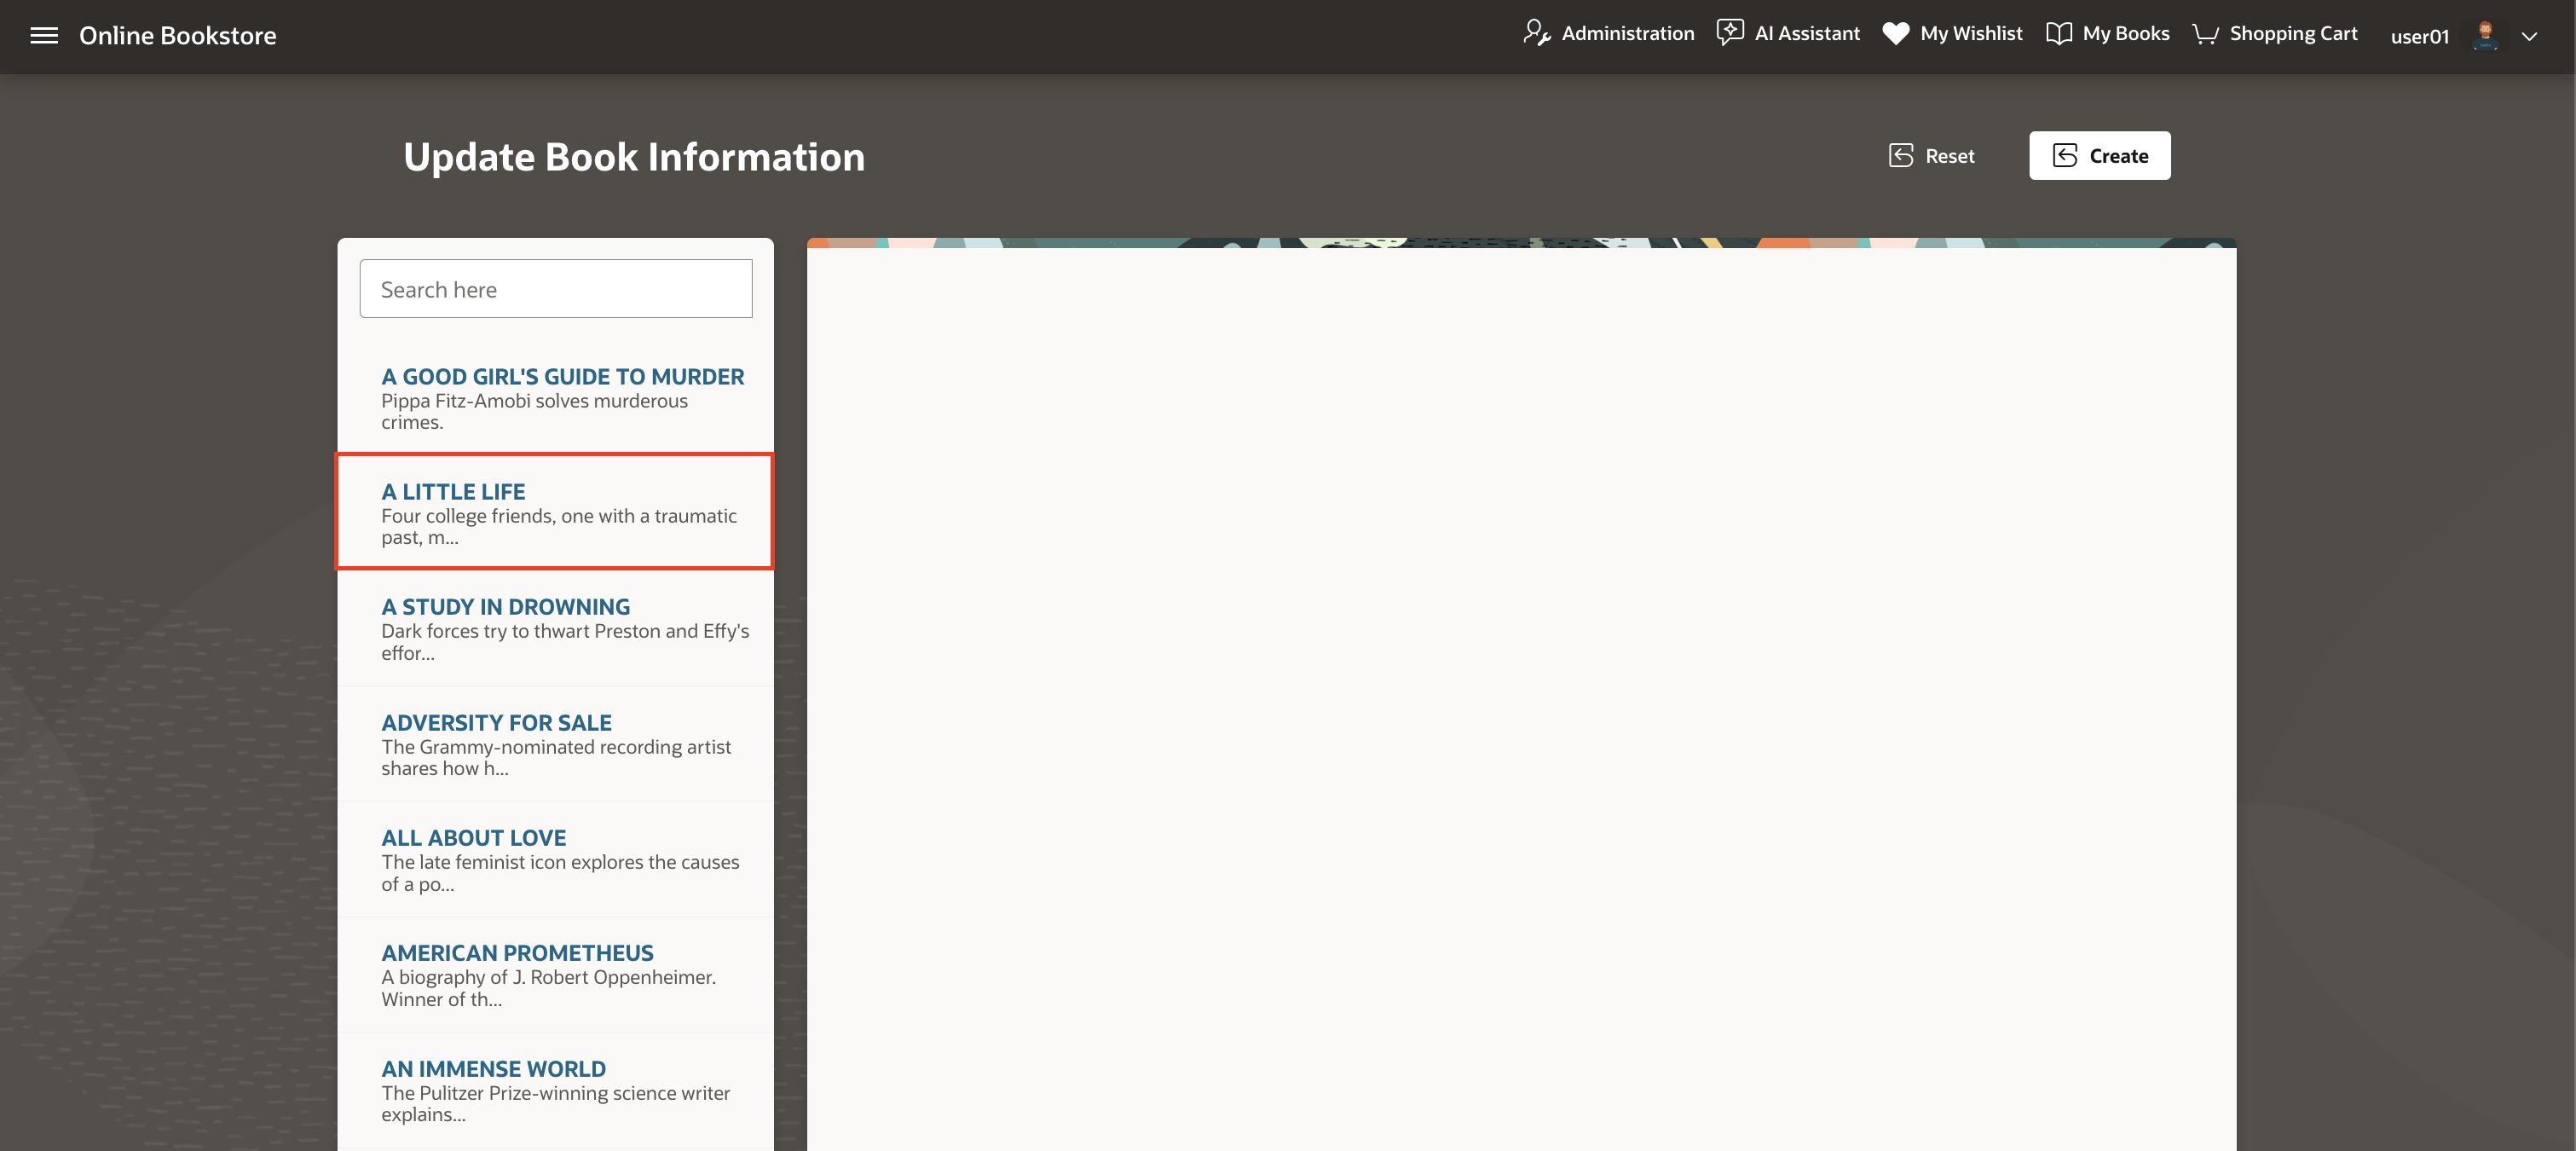 Online Bookstore
Administration
AI Assistant
My Wishlist
My Books
Shopping Cart
user01
Update Book Information
Reset
Create
Search here
A GOOD GIRL'S GUIDE TO MURDER
Pippa Fitz-Amobi solves murderous
crimes.
A LITTLE LIFE
Four college friends, one with a traumatic
past, m...
A STUDY IN DROWNING
Dark forces try to thwart Preston and Effy's
effor...
ADVERSITY FOR SALE
The Grammy-nominated recording artist
shares how h...
ALL ABOUT LOVE
The late feminist icon explores the causes
of a po...
AMERICAN PROMETHEUS
A biography of J. Robert Oppenheimer.
Winner of th...
AN IMMENSE WORLD
The Pulitzer Prize-winning science writer
explains...